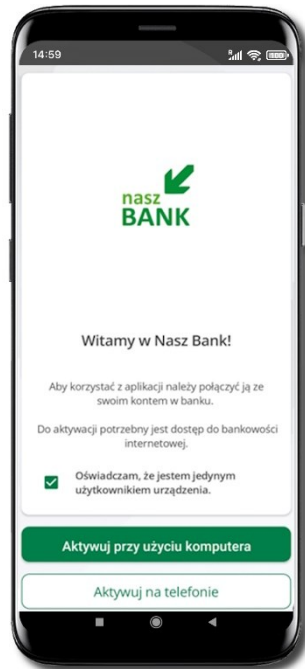 14:59
nasz
BANK
Witamy w Nasz Bank!
Aby korzystać z aplikacji należy połączyć ją ze
swoim kontem w banku.
Do aktywacji potrzebny jest dostęp do bankowości
internetowej.
Oświadczam, że jestem jedynym
użytkownikiem urządzenia.
Aktywuj przy użyciu komputera
Aktywuj na telefonie